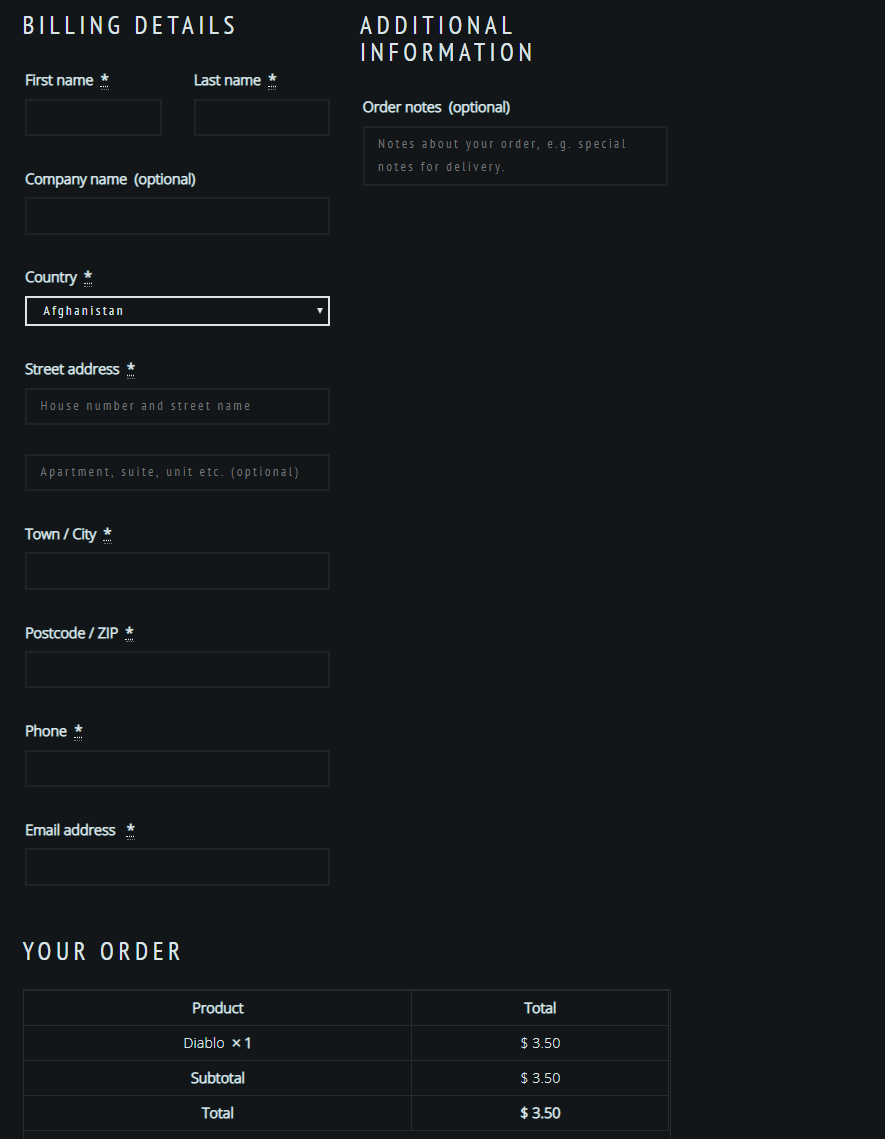 BILLING DETAILS
First name *
Last name *
Company name (optional)
Country *
Afghanistan
Street address *
House number and street name
Apartment, suite, unit etc. (optional)
Town / City *
Postcode / ZIP *
Phone *
Email address *
ADDITIONAL
INFORMATION
Order notes (optional)
Notes about your order, e.g. special
notes for delivery.
YOUR ORDER
Product Total
Diablo × 1 $ 3.50
Subtotal $ 3.50
Total $ 3.50